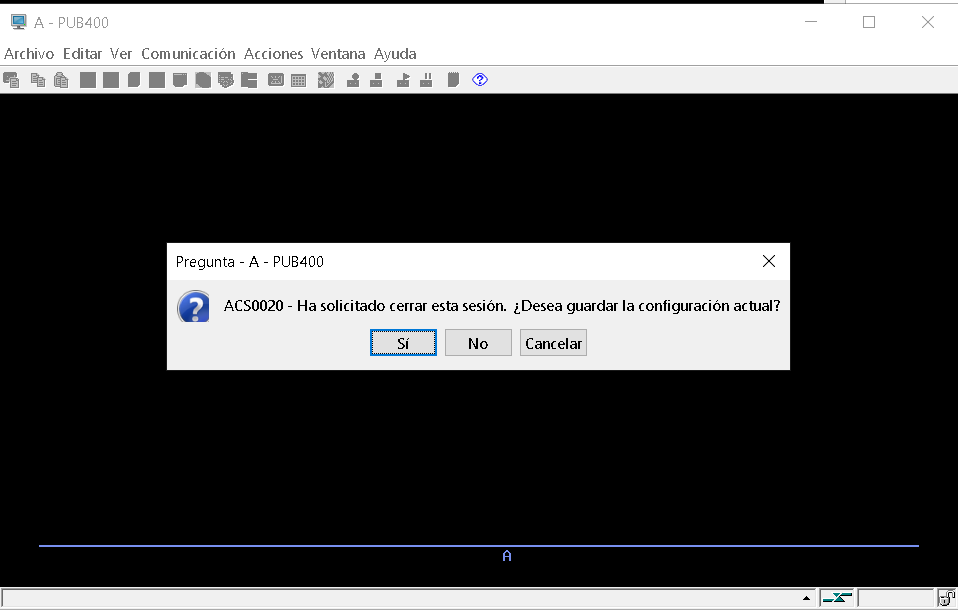 A - PUB400
Archivo Editar Ver Comunicación Acciones Ventana Ayuda
Pregunta - A - PUB400
ACS0020 - Ha solicitado cerrar esta sesión. ¿Desea guardar la configuración actual?
Sí No Cancelar
A